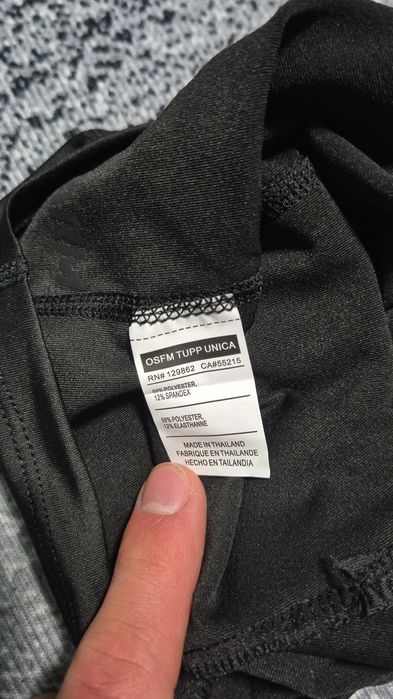 OSFM TUPP UNICA
RN# 129862 CA#55215
88% POLYESTER,
12% SPANDEX
88% POLYESTER,
12% ELASTHANNE
MADE IN THAILAND
FABRIQUE EN THAILANDE
HECHO EN TAILANDIA